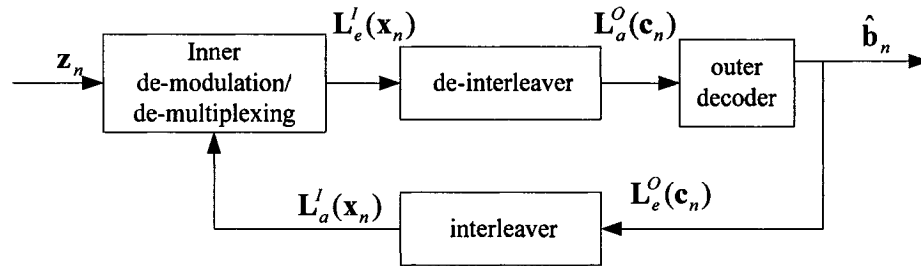 L_e^I(x_n)
L_a^O(c_n)
b̂_n
z_n
Inner
de-modulation/
de-multiplexing
de-interleaver
outer
decoder
L_a^I(x_n)
interleaver
L_e^O(c_n)